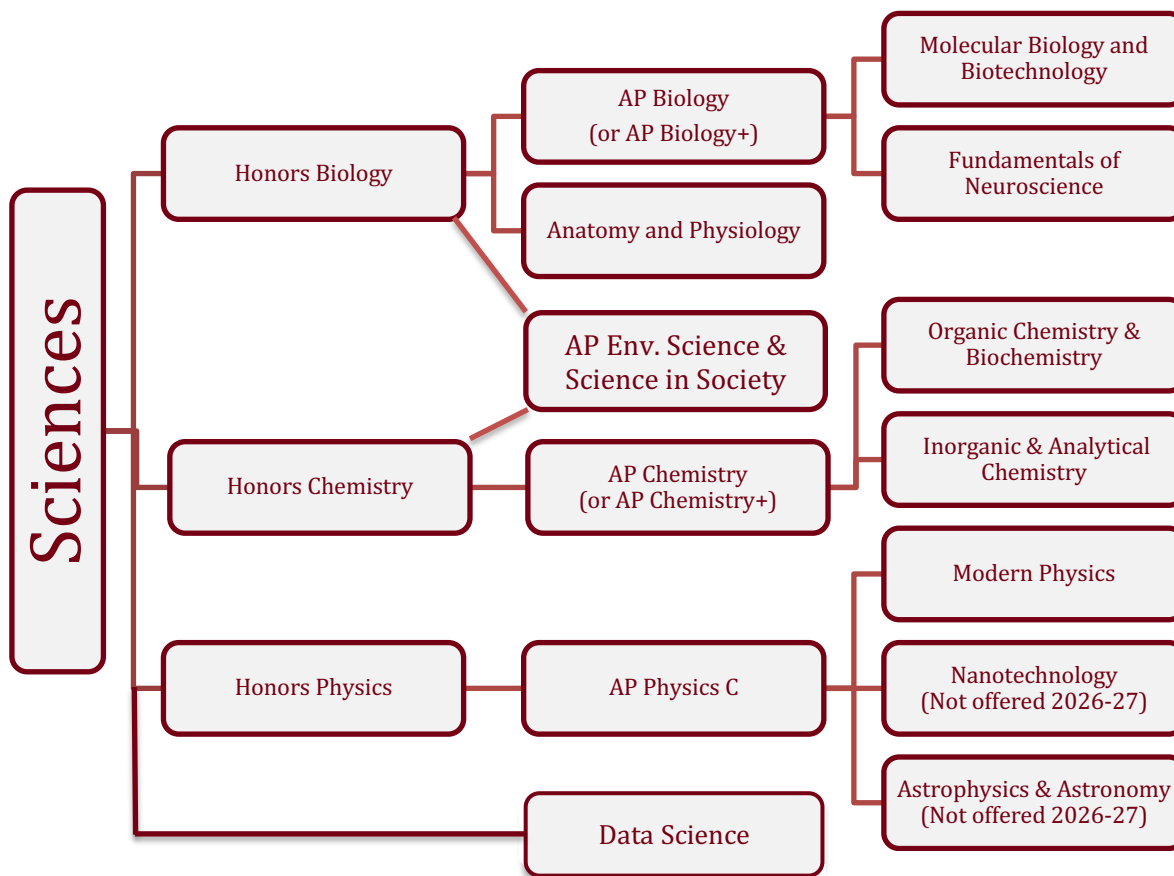 Sciences
Honors Biology
AP Biology
(or AP Biology+)
Molecular Biology and
Biotechnology
Fundamentals of
Neuroscience
Anatomy and Physiology
AP Env. Science &
Science in Society
Honors Chemistry
AP Chemistry
(or AP Chemistry+)
Organic Chemistry &
Biochemistry
Inorganic & Analytical
Chemistry
Honors Physics
AP Physics C
Modern Physics
Nanotechnology
(Not offered 2026-27)
Astrophysics & Astronomy
(Not offered 2026-27)
Data Science